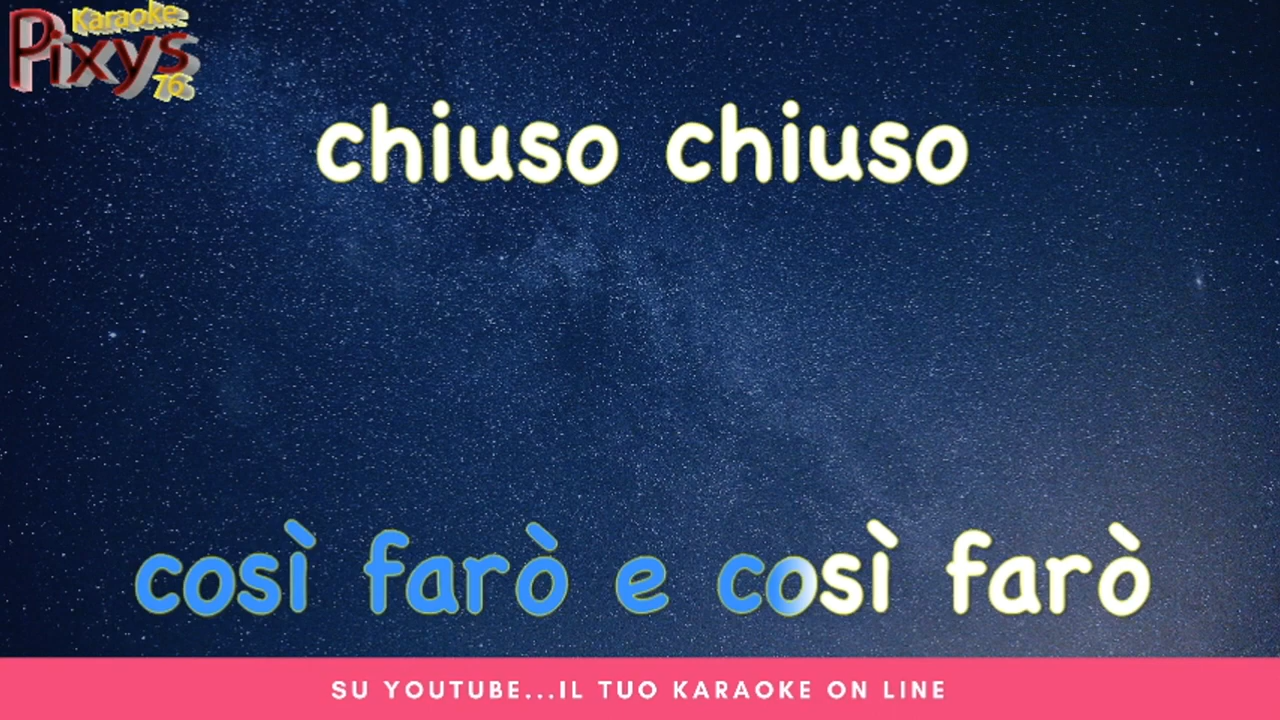 Karaoke
Pixys
76
chiuso chiuso
così farò e così farò
SU YOUTUBE...IL TUO KARAOKE ON LINE